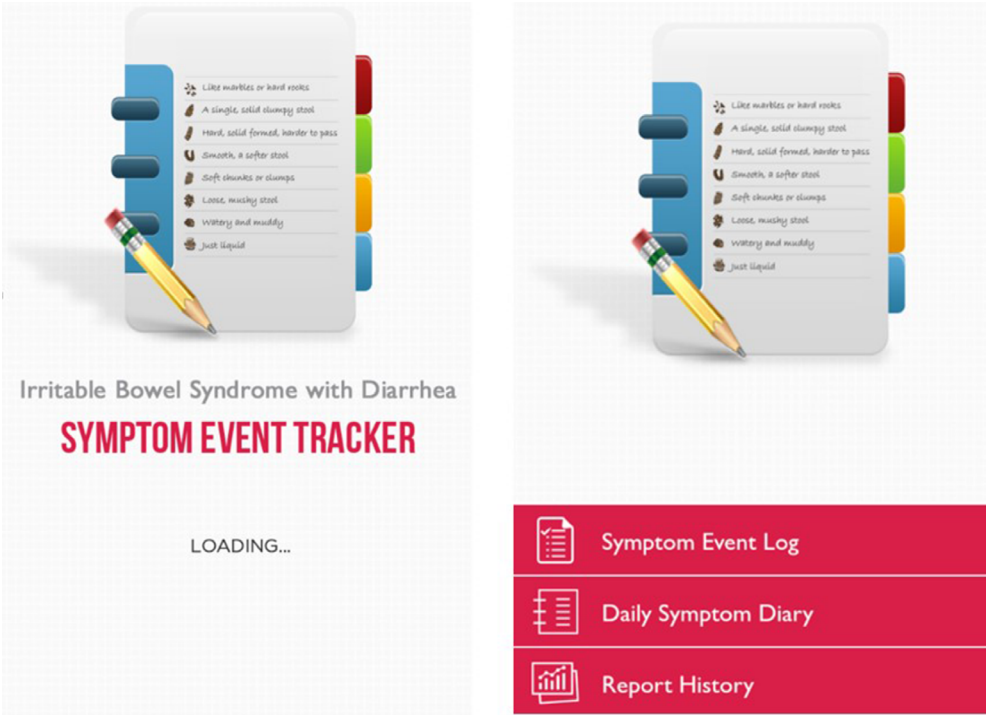 Like marbles or hard rocks
A single, solid clumpy stool
Hard, solid formed, harder to pass
Smooth, a softer stool
Soft chunks or clumps
Loose, mushy stool
Watery and muddy
Just liquid
Irritable Bowel Syndrome with Diarrhea
SYMPTOM EVENT TRACKER
LOADING...
Like marbles or hard rocks
A single, solid clumpy stool
Hard, solid formed, harder to pass
Smooth, a softer stool
Soft chunks or clumps
Loose, mushy stool
Watery and muddy
Just liquid
Symptom Event Log
Daily Symptom Diary
Report History